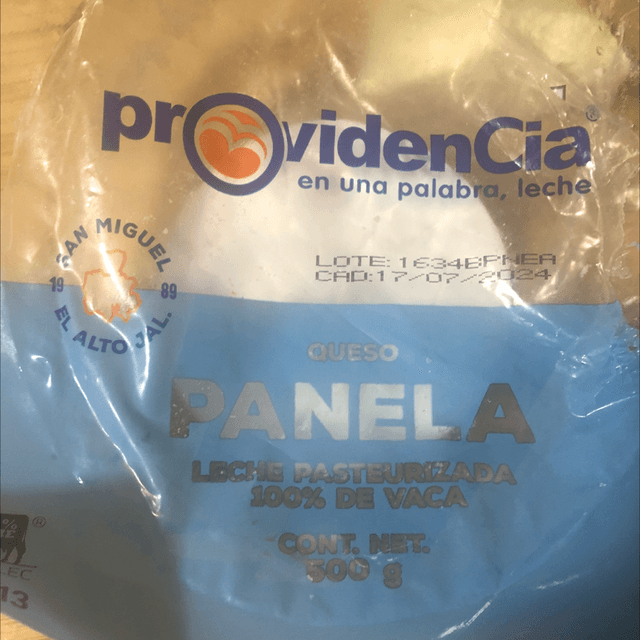 providenCia®
en una palabra, leche
SAN MIGUEL
19 89
EL ALTO JAL.
LOTE: 1634BPNEA
CAD:17/07/2024
QUESO
PANELA
LECHE PASTEURIZADA
100% DE VACA
CONT. NET.
500 g
®
13